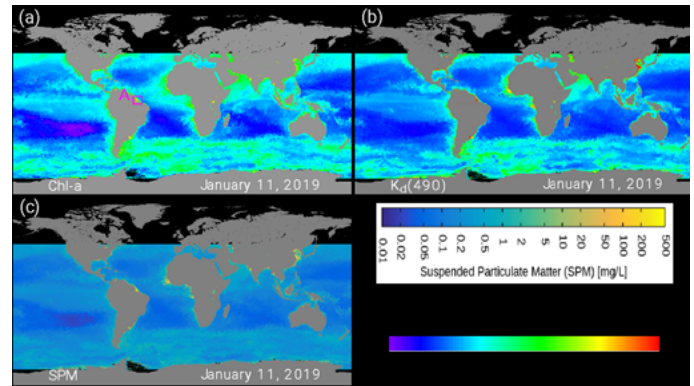 (a)
A
Chl-a
January 11, 2019
(b)
Kd(490)
January 11, 2019
(c)
SPM
January 11, 2019
0.01 0.02 0.05 0.1 0.2 0.5 1 2 5 10 20 50 100 200 500
Suspended Particulate Matter (SPM) [mg/L]